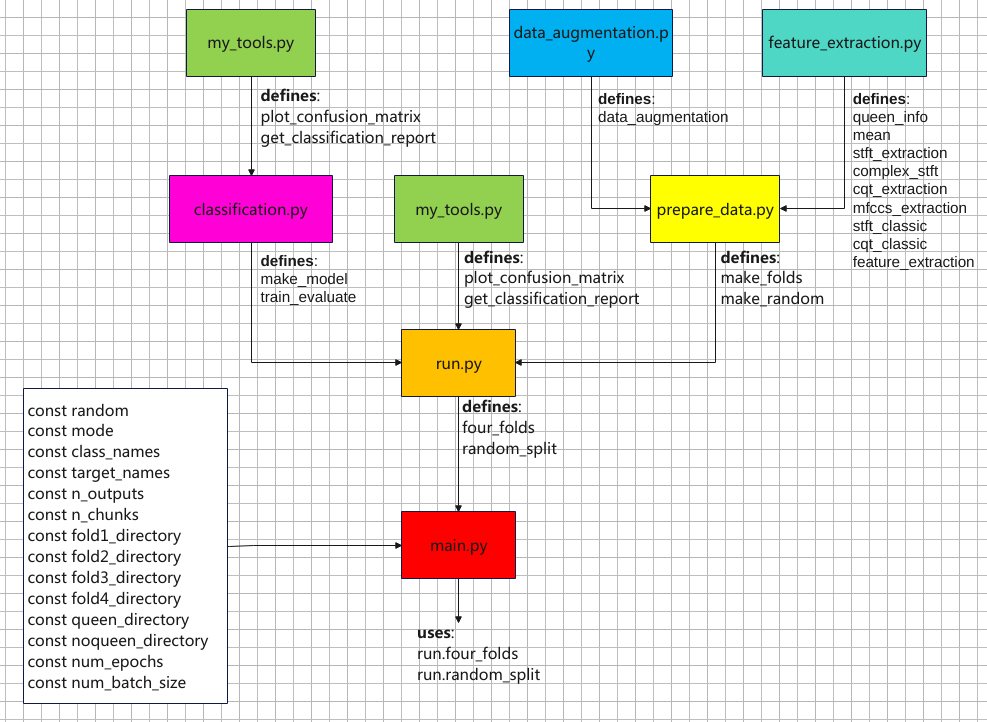 my_tools.py
data_augmentation.p
y
feature_extraction.py
defines:
plot_confusion_matrix
get_classification_report
defines:
data_augmentation
defines:
queen_info
mean
stft_extraction
complex_stft
cqt_extraction
mfccs_extraction
stft_classic
cqt_classic
feature_extraction
classification.py
my_tools.py
prepare_data.py
defines:
make_model
train_evaluate
defines:
plot_confusion_matrix
get_classification_report
defines:
make_folds
make_random
run.py
defines:
four_folds
random_split
const random
const mode
const class_names
const target_names
const n_outputs
const n_chunks
const fold1_directory
const fold2_directory
const fold3_directory
const fold4_directory
const queen_directory
const noqueen_directory
const num_epochs
const num_batch_size
main.py
uses:
run.four_folds
run.random_split